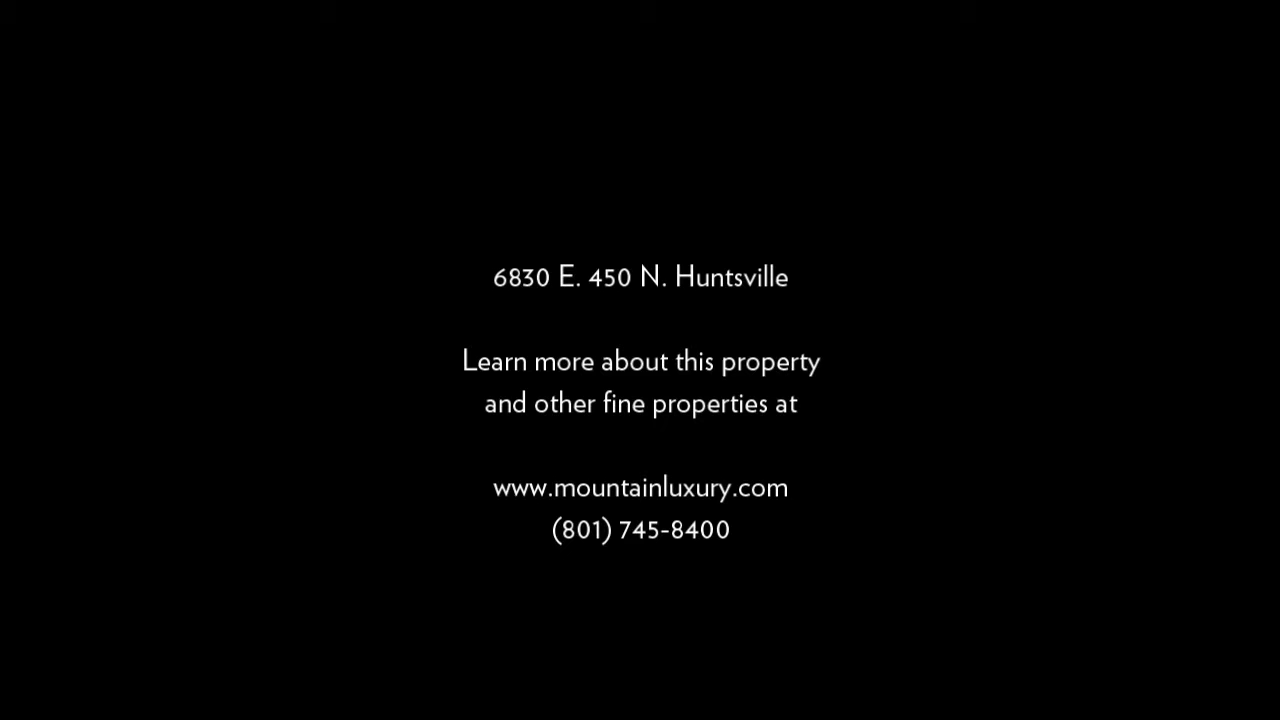 6830 E. 450 N. Huntsville
Learn more about this property
and other fine properties at
www.mountainluxury.com
(801) 745-8400